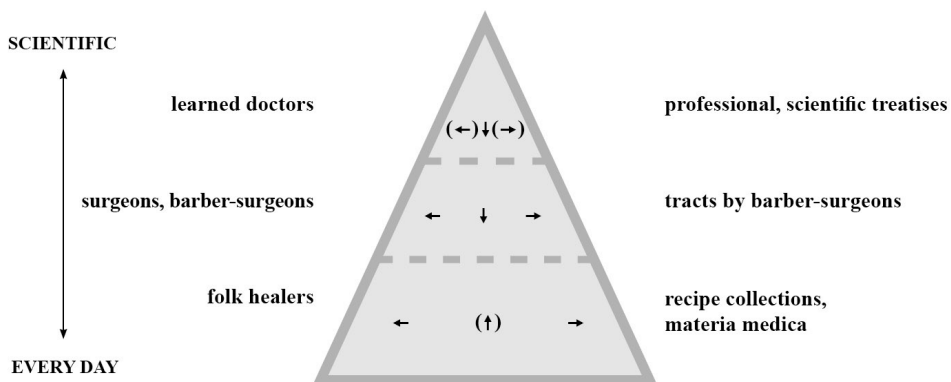 SCIENTIFIC
learned doctors
professional, scientific treatises
(←)↓(→)
surgeons, barber-surgeons
tracts by barber-surgeons
← ↓ →
folk healers
recipe collections,
materia medica
← (↑) →
EVERY DAY